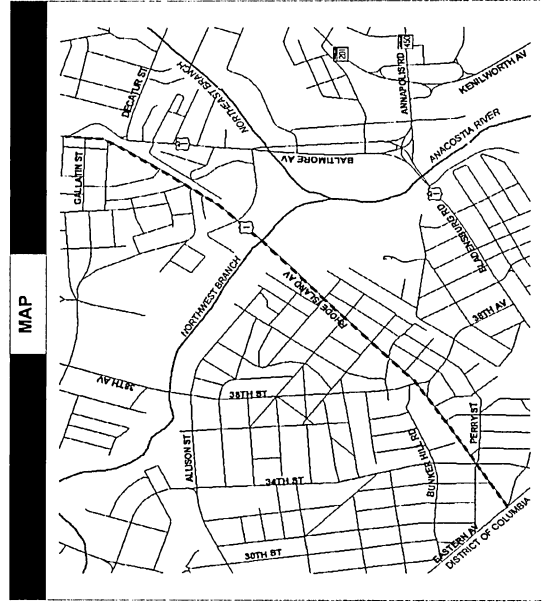 MAP
DECATUR ST
NORTHEAST BRANCH
201
450
ANNAPOLIS RD
KENILWORTH AV
GALLATIN ST
1
BALTIMORE AV
ANACOSTIA RIVER
1
1
BLADENSBURG RD
NORTHWEST BRANCH
RHODE ISLAND AV
38TH AV
38TH AV
38TH ST
ALLISON ST
34TH ST
BUNKER HILL RD
PERRY ST
30TH ST
EASTERN AV
DISTRICT OF COLUMBIA